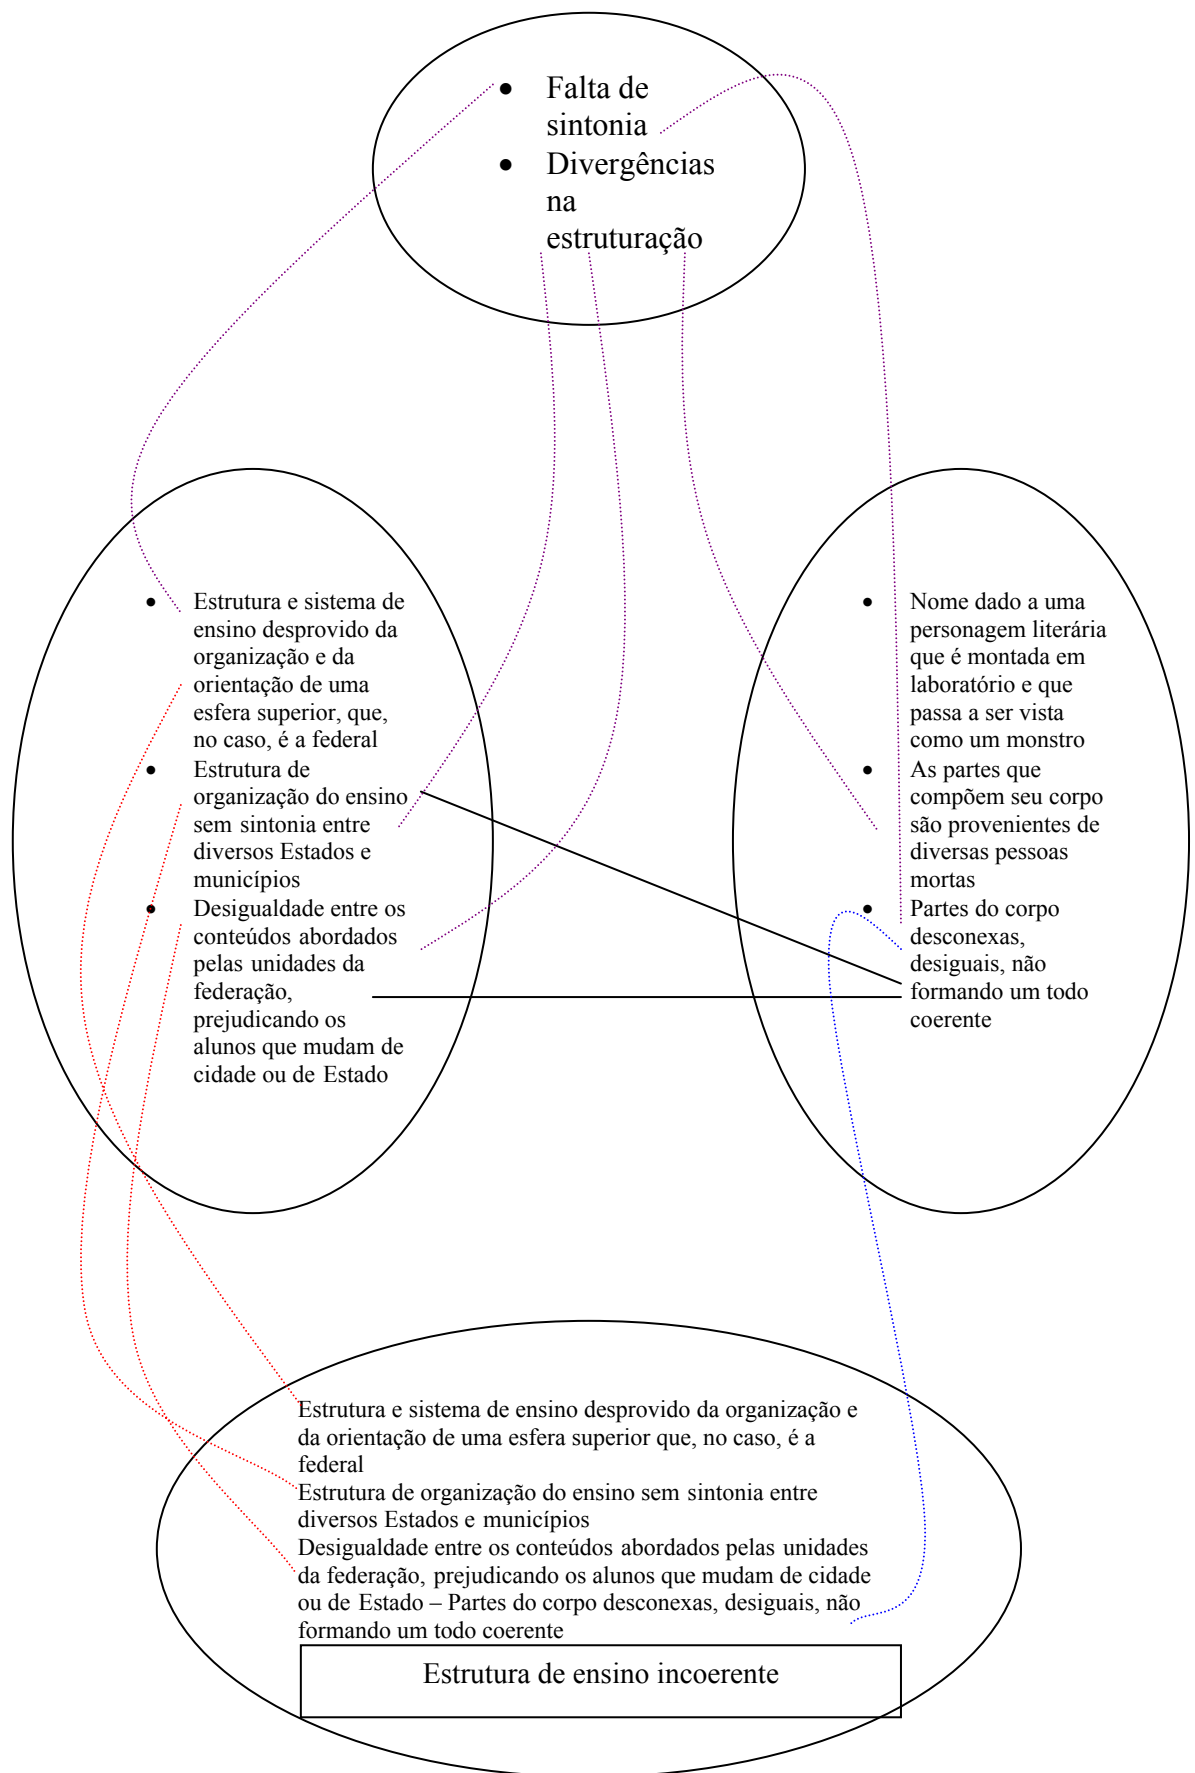 • Falta de
sintonia
• Divergências
na
estruturação
• Estrutura e sistema de
ensino desprovido da
organização e da
orientação de uma
esfera superior, que,
no caso, é a federal
• Estrutura de
organização do ensino
sem sintonia entre
diversos Estados e
municípios
• Desigualdade entre os
conteúdos abordados
pelas unidades da
federação,
prejudicando os
alunos que mudam de
cidade ou de Estado
• Nome dado a uma
personagem literária
que é montada em
laboratório e que
passa a ser vista
como um monstro
• As partes que
compõem seu corpo
são provenientes de
diversas pessoas
mortas
• Partes do corpo
desconexas,
desiguais, não
formando um todo
coerente
Estrutura e sistema de ensino desprovido da organização e
da orientação de uma esfera superior que, no caso, é a
federal
Estrutura de organização do ensino sem sintonia entre
diversos Estados e municípios
Desigualdade entre os conteúdos abordados pelas unidades
da federação, prejudicando os alunos que mudam de cidade
ou de Estado – Partes do corpo desconexas, desiguais, não
formando um todo coerente
Estrutura de ensino incoerente